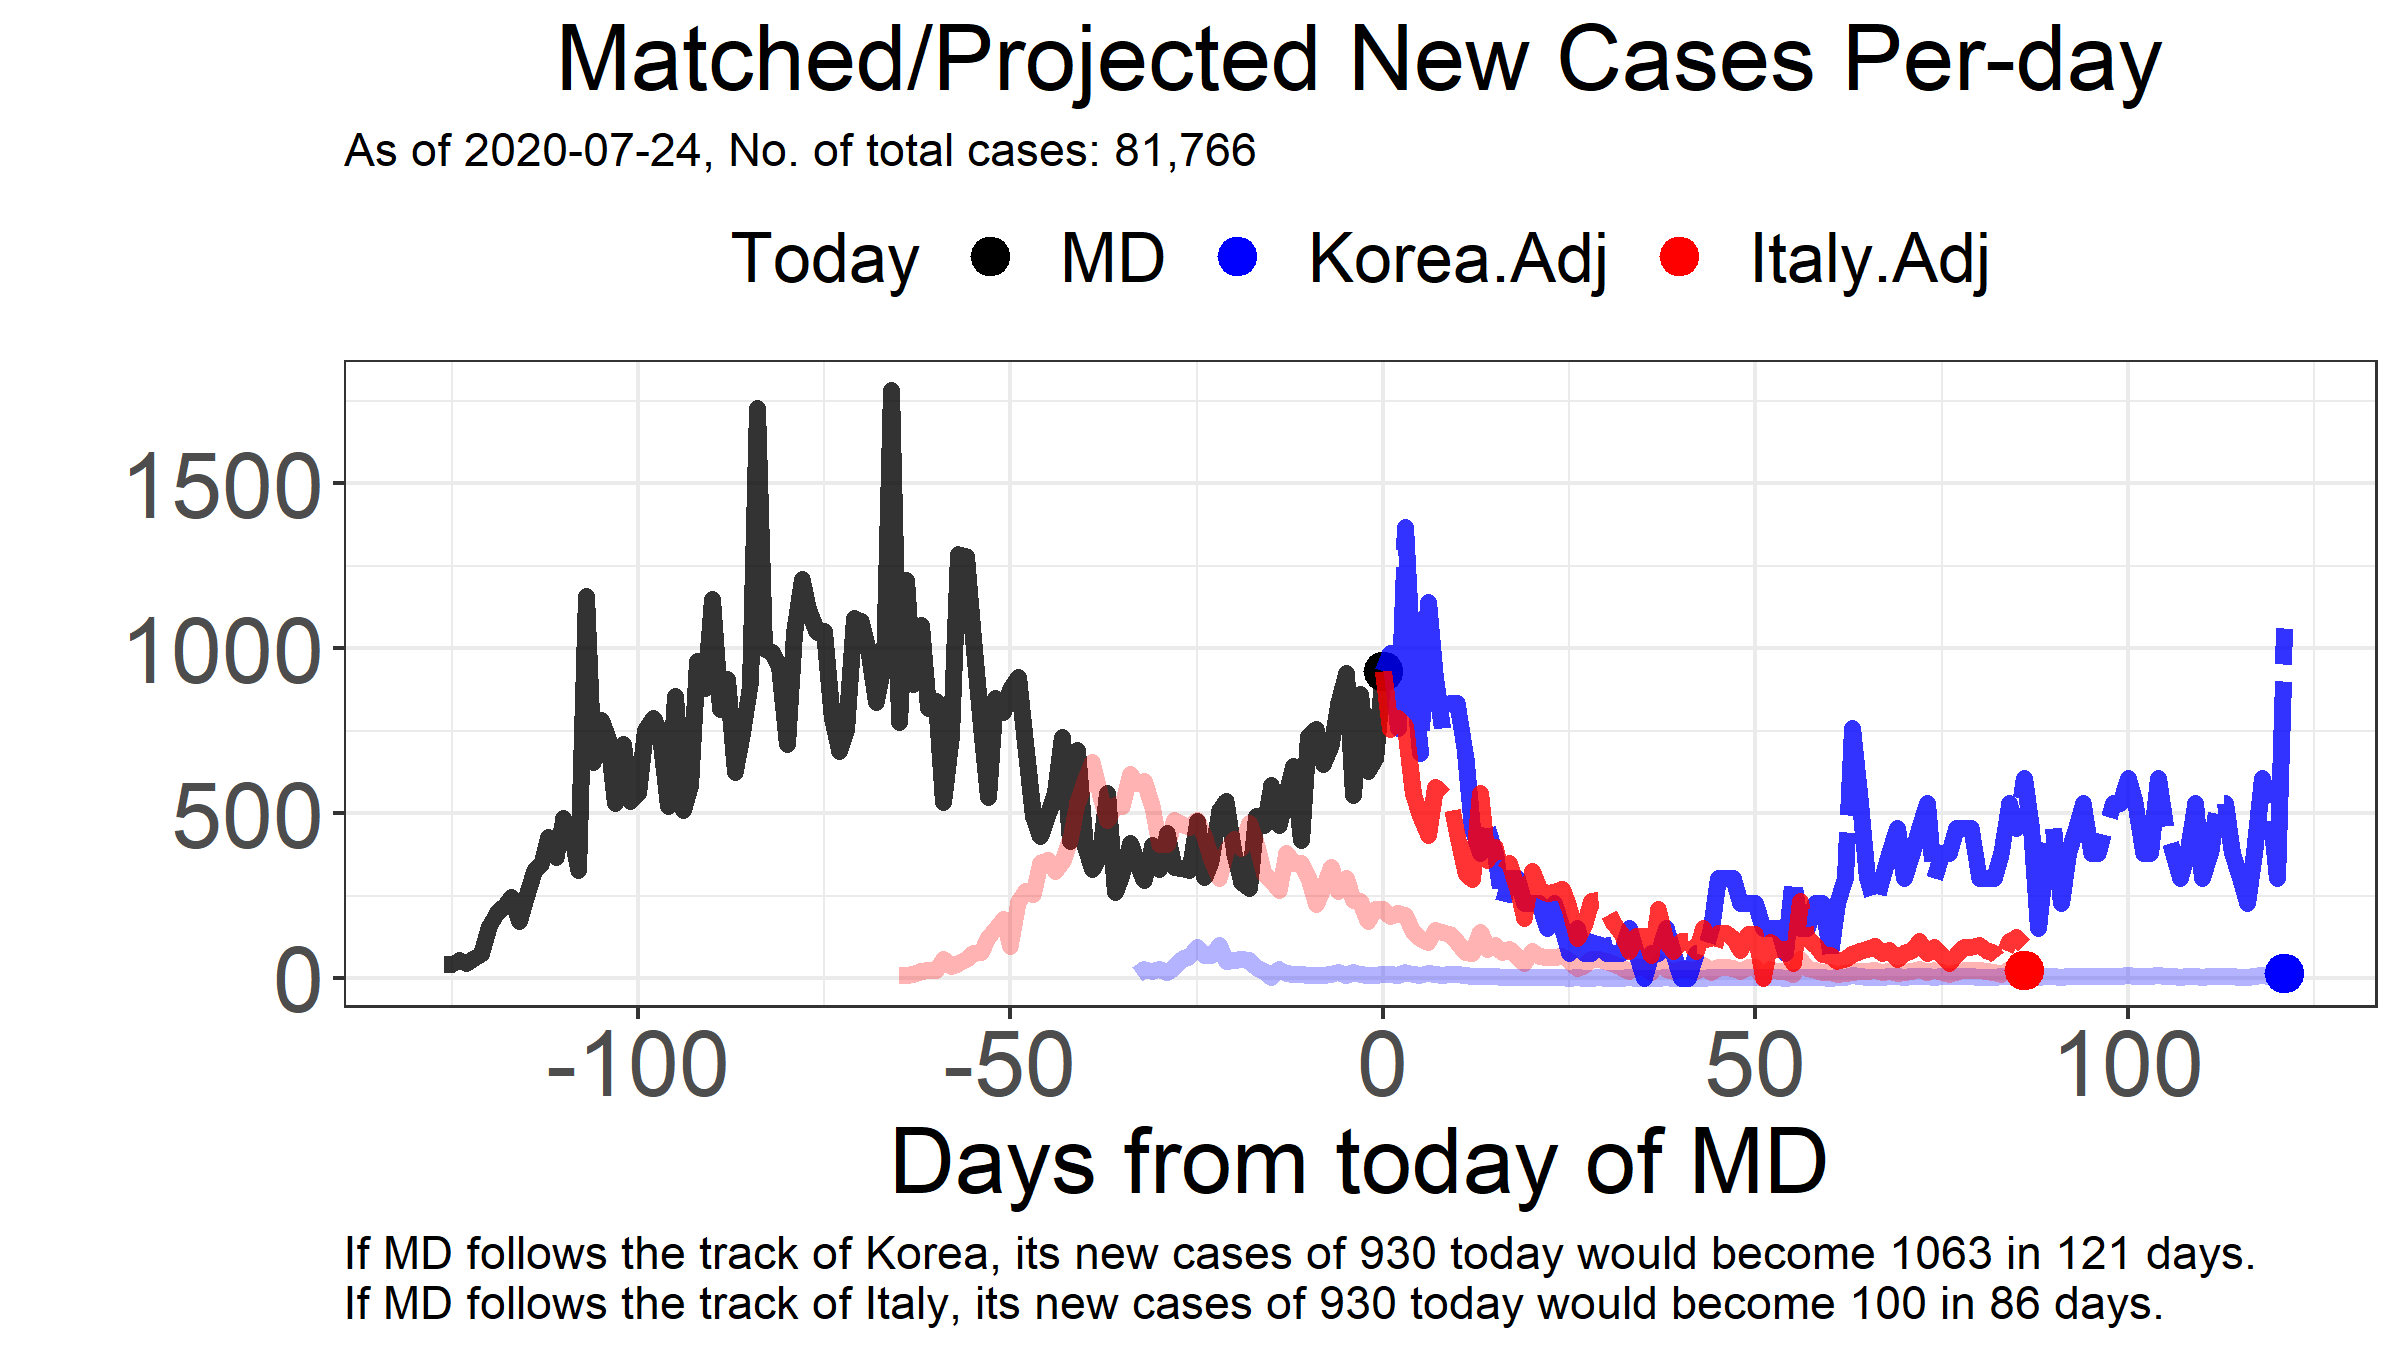 Matched/Projected New Cases Per-day
As of 2020-07-24, No. of total cases: 81,766
Today MD Korea.Adj Italy.Adj
1500
1000
500
0
-100 -50 0 50 100
Days from today of MD
If MD follows the track of Korea, its new cases of 930 today would become 1063 in 121 days.
If MD follows the track of Italy, its new cases of 930 today would become 100 in 86 days.